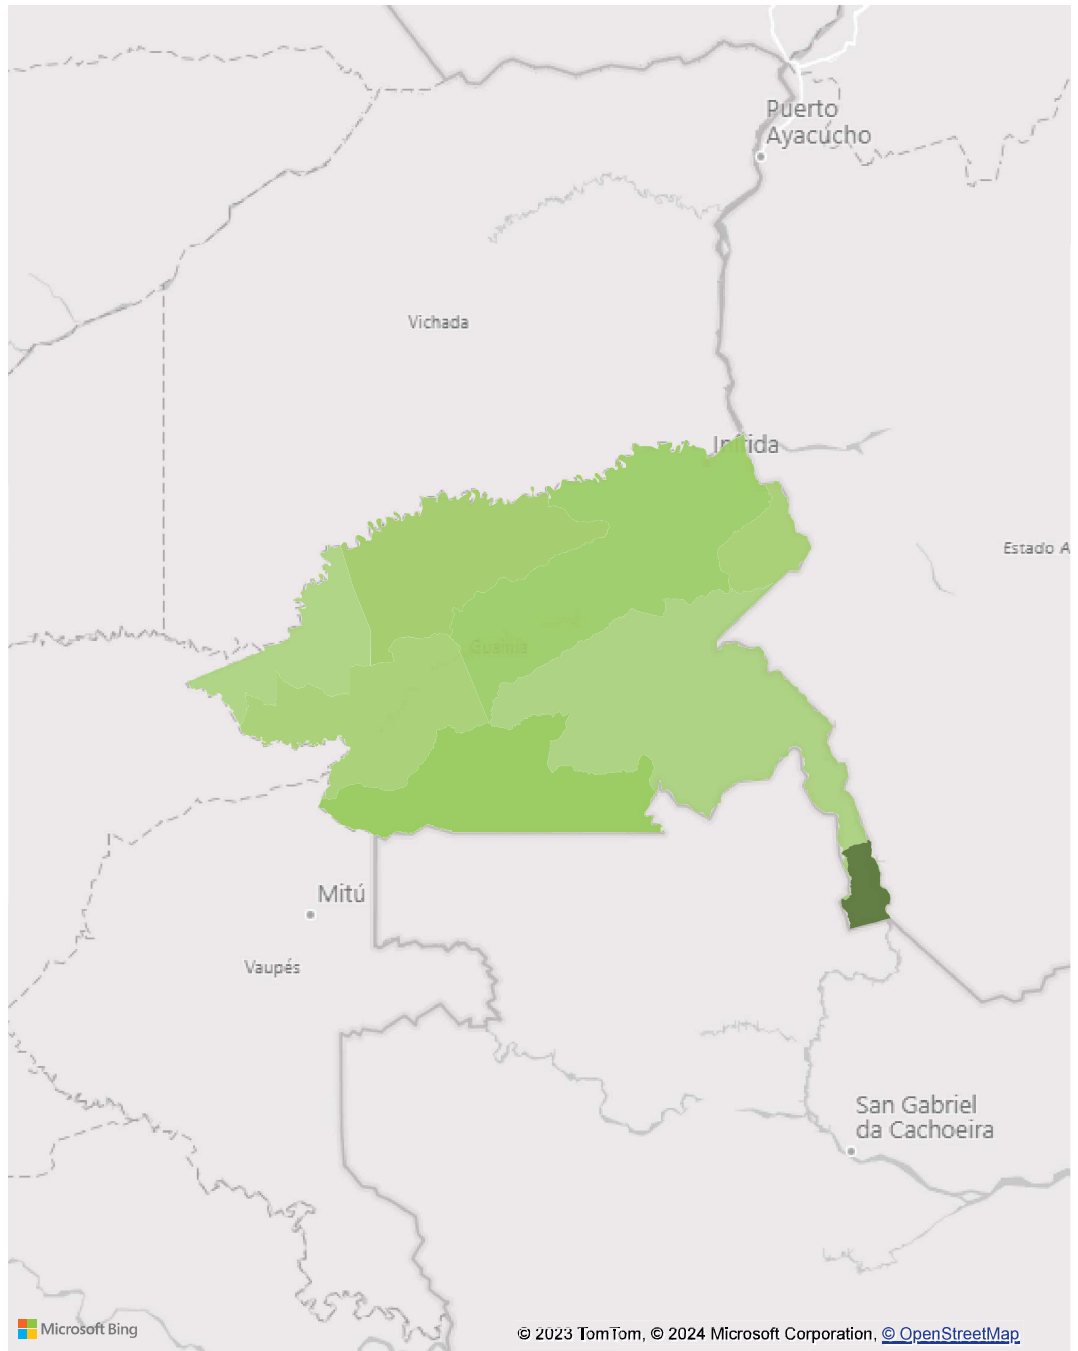 Puerto
Ayacucho
Vichada
Inírida
Estado A
Guainía
Mitú
Vaupés
San Gabriel
da Cachoeira
Microsoft Bing
© 2023 TomTom, © 2024 Microsoft Corporation, © OpenStreetMap